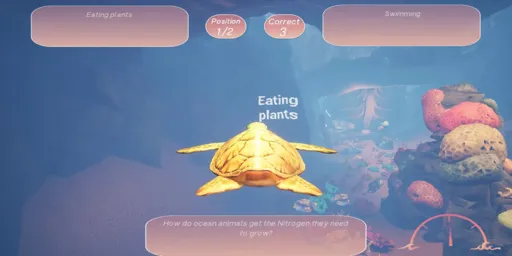 Eating plants
Position
1/2
Correct
3
Swimming
Eating
plants
How do ocean animals get the Nitrogen they need
to grow?